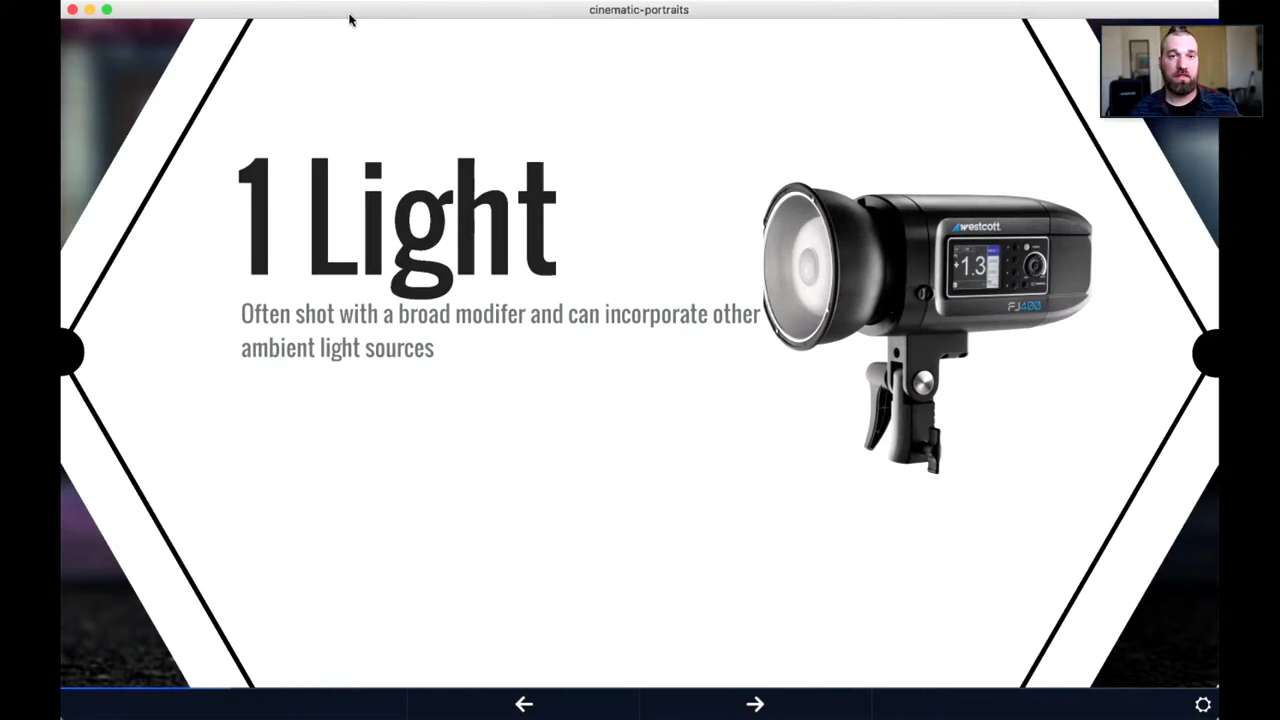 cinematic-portraits
1 Light
Often shot with a broad modifer and can incorporate other
ambient light sources
westcott
+1.3
FJ400